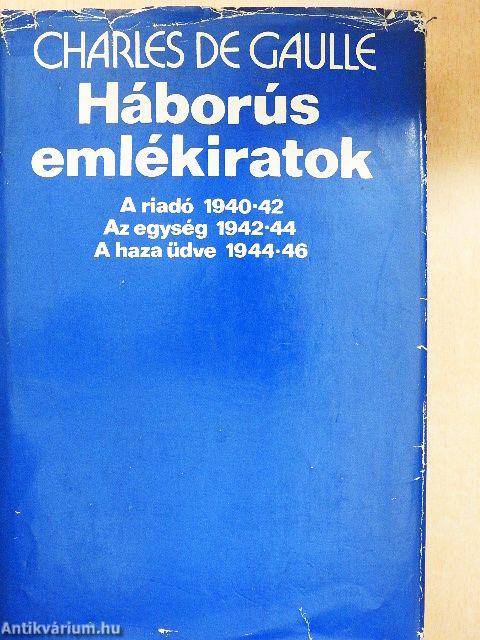 CHARLES DE GAULLE
Háborús
emlékiratok
A riadó 1940·42
Az egység 1942·44
A haza üdve 1944·46
Antikvárium.hu